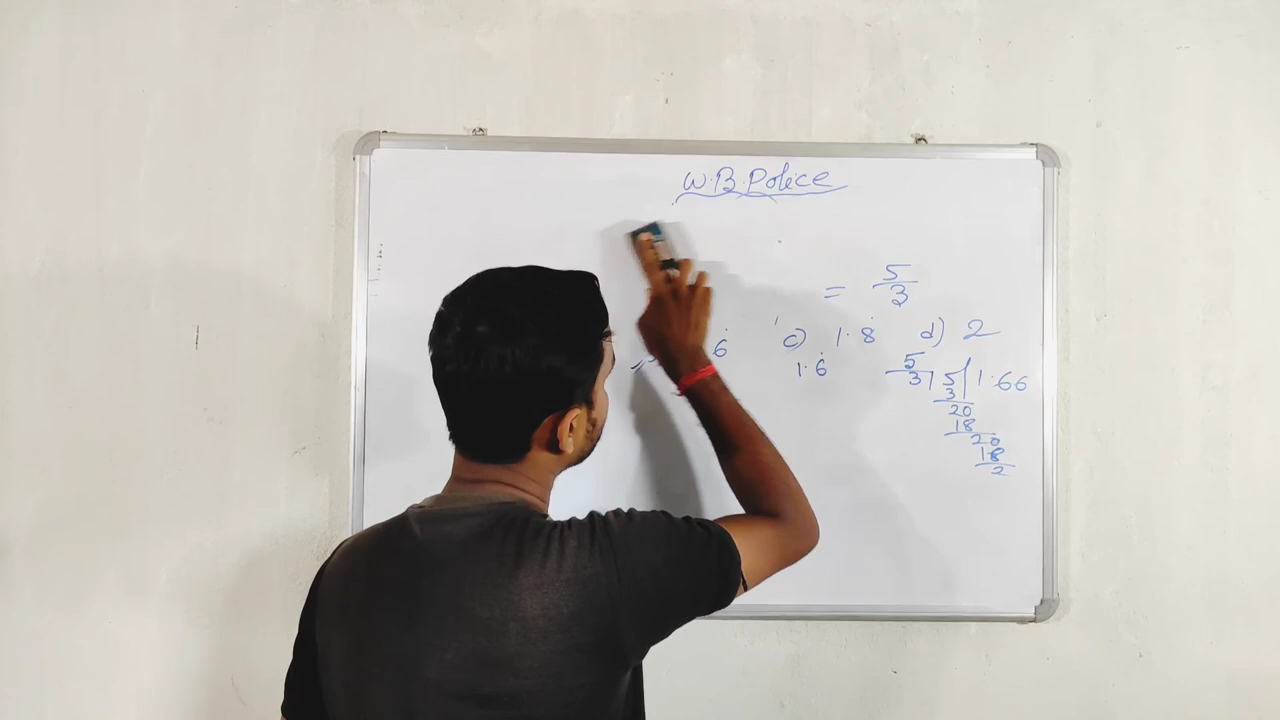 W.B.Police
= 5/3
6̇ c) 1.8̇ d) 2
1.6̇ 5/3 3) 5 ( 1.66
3
20
18
20
18
2